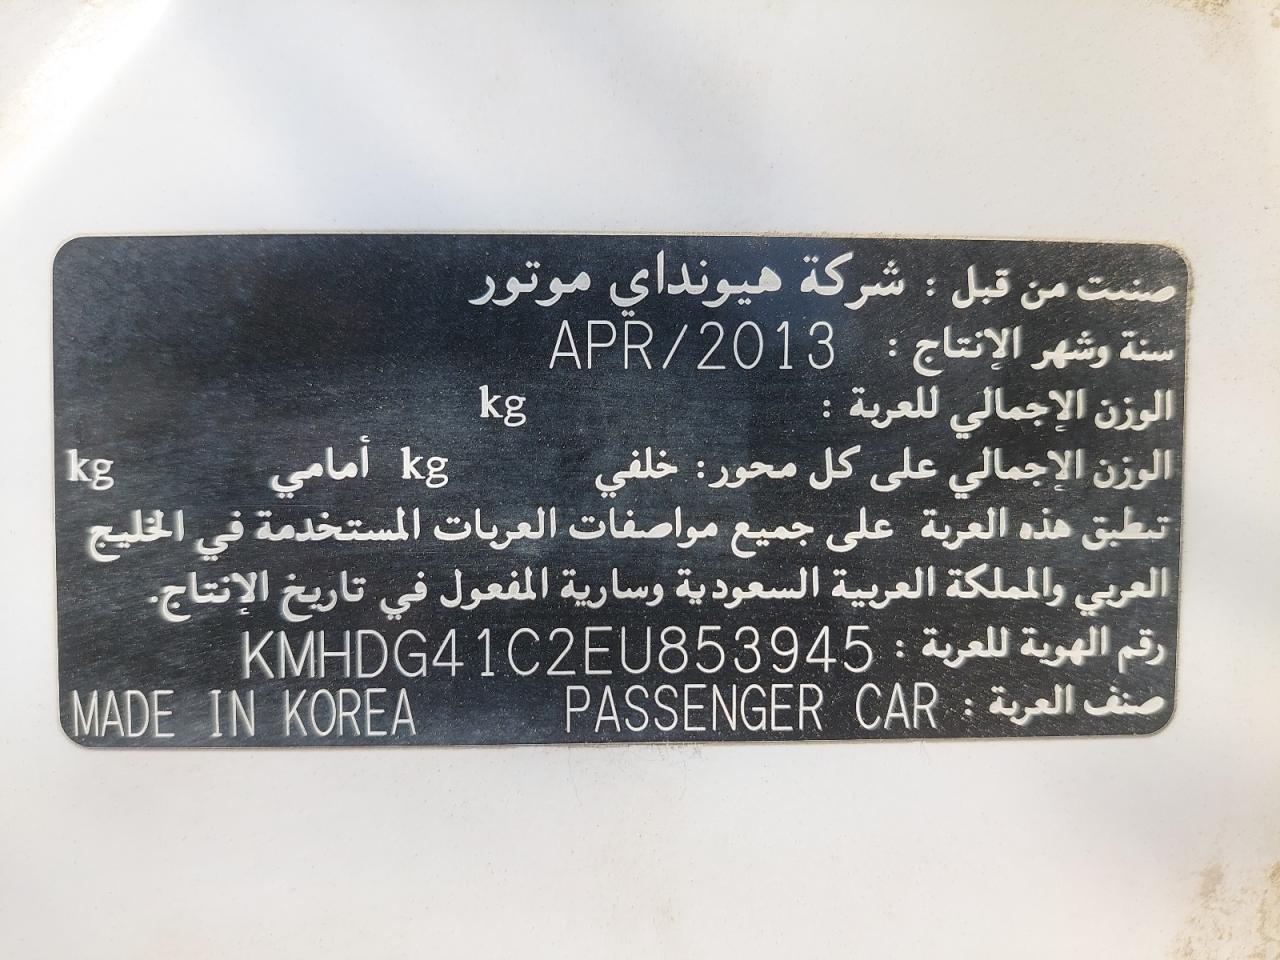 صنعت من قبل : شركة هيونداي موتور
سنة وشهر الإنتاج : APR/2013
الوزن الإجمالي للعربة : kg
الوزن الإجمالي على كل محور: خلفي kg أمامي kg
تبطبق هذه العربة على جميع مواصفات العربات المستخدمة في الخليج
العربي والمملكة العربية السعودية وسارية المفعول في تاريخ الإنتاج.
رقم الهوية للعربة : KMHDG41C2EU853945
صنف العربة : PASSENGER CAR MADE IN KOREA